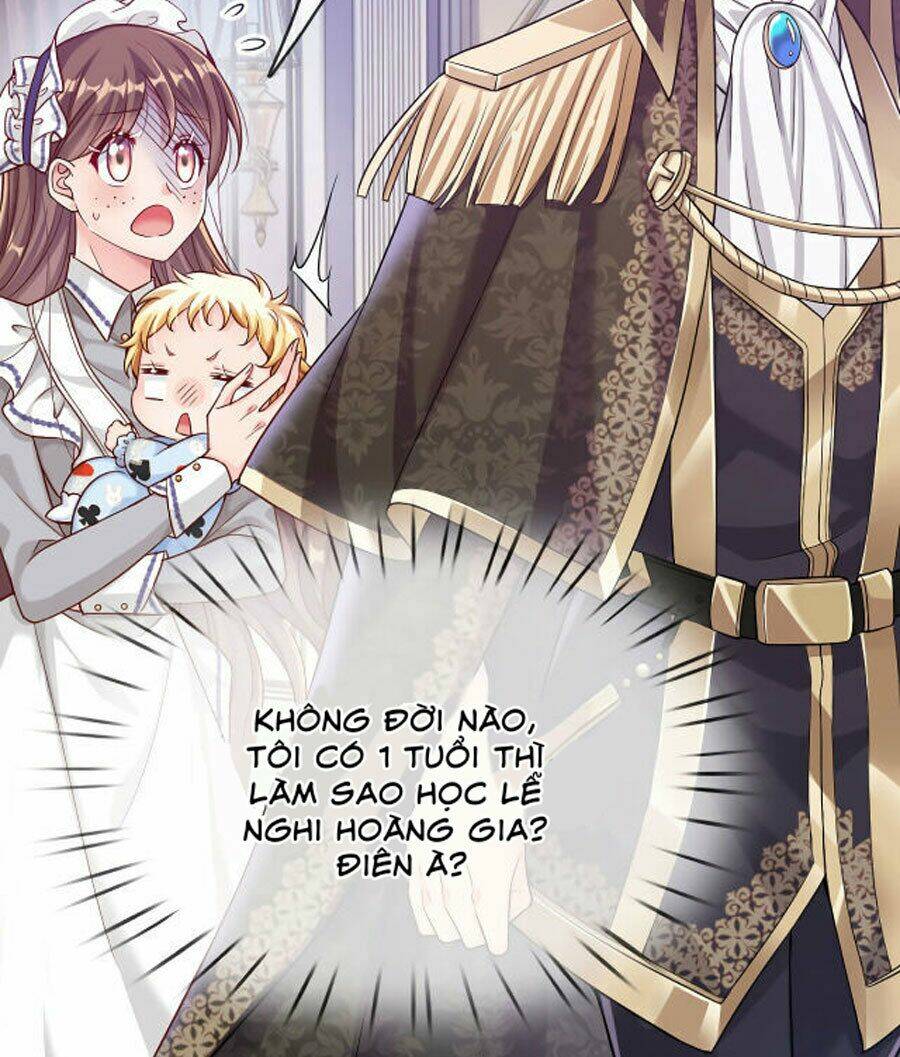 KHÔNG ĐỜI NÀO,
TÔI CÓ 1 TUỔI THÌ
LÀM SAO HỌC LỄ
NGHI HOÀNG GIA?
ĐIÊN À?